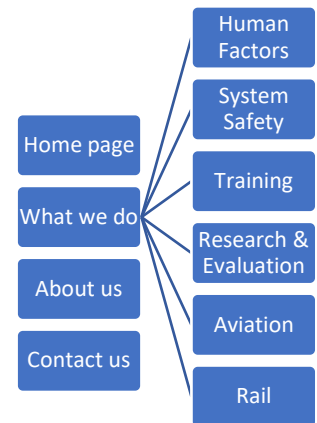 Home page
What we do
About us
Contact us
Human
Factors
System
Safety
Training
Research &
Evaluation
Aviation
Rail